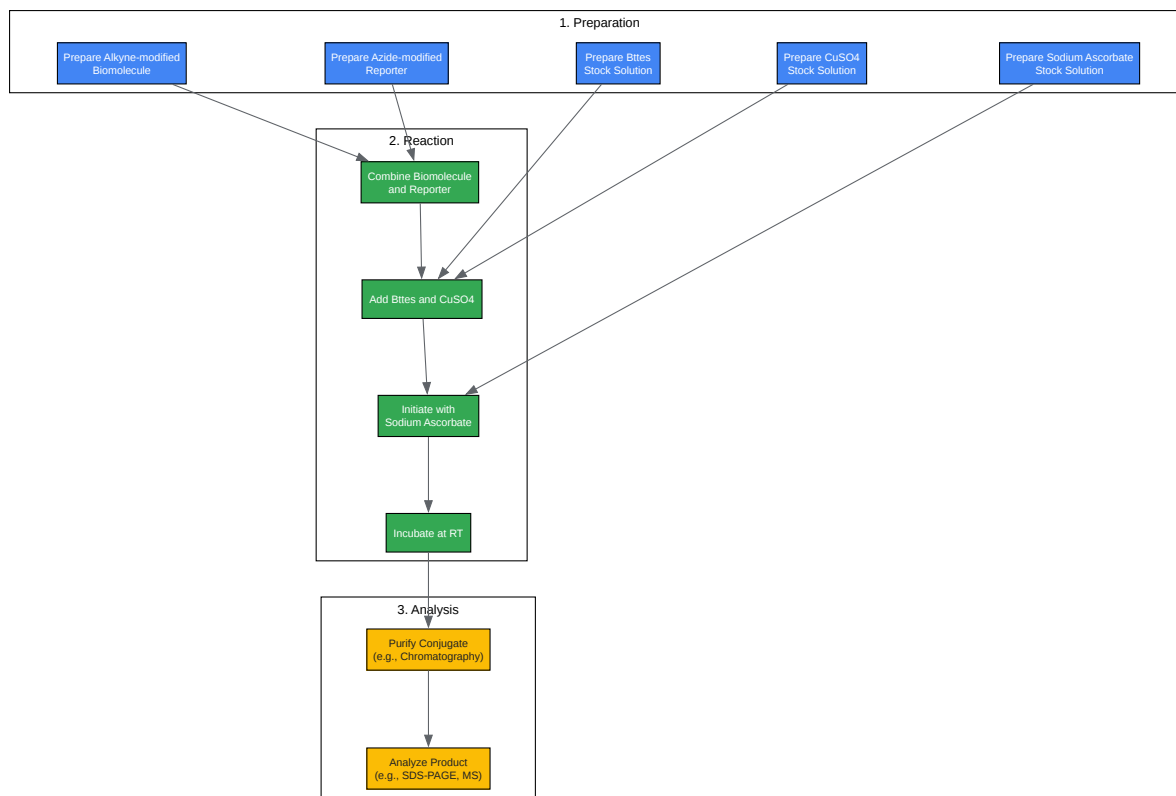 1. Preparation
Prepare Alkyne-modified
Biomolecule
Prepare Azide-modified
Reporter
Prepare Bttes
Stock Solution
Prepare CuSO4
Stock Solution
Prepare Sodium Ascorbate
Stock Solution
2. Reaction
Combine Biomolecule
and Reporter
Add Bttes and CuSO4
Initiate with
Sodium Ascorbate
Incubate at RT
3. Analysis
Purify Conjugate
(e.g., Chromatography)
Analyze Product
(e.g., SDS-PAGE, MS)